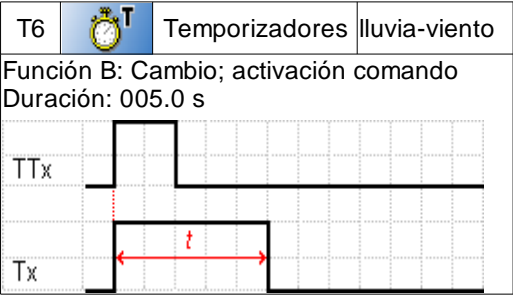 T6 T Temporizadores lluvia-viento
Función B: Cambio; activación comando
Duración: 005.0 s
TTx
t
Tx